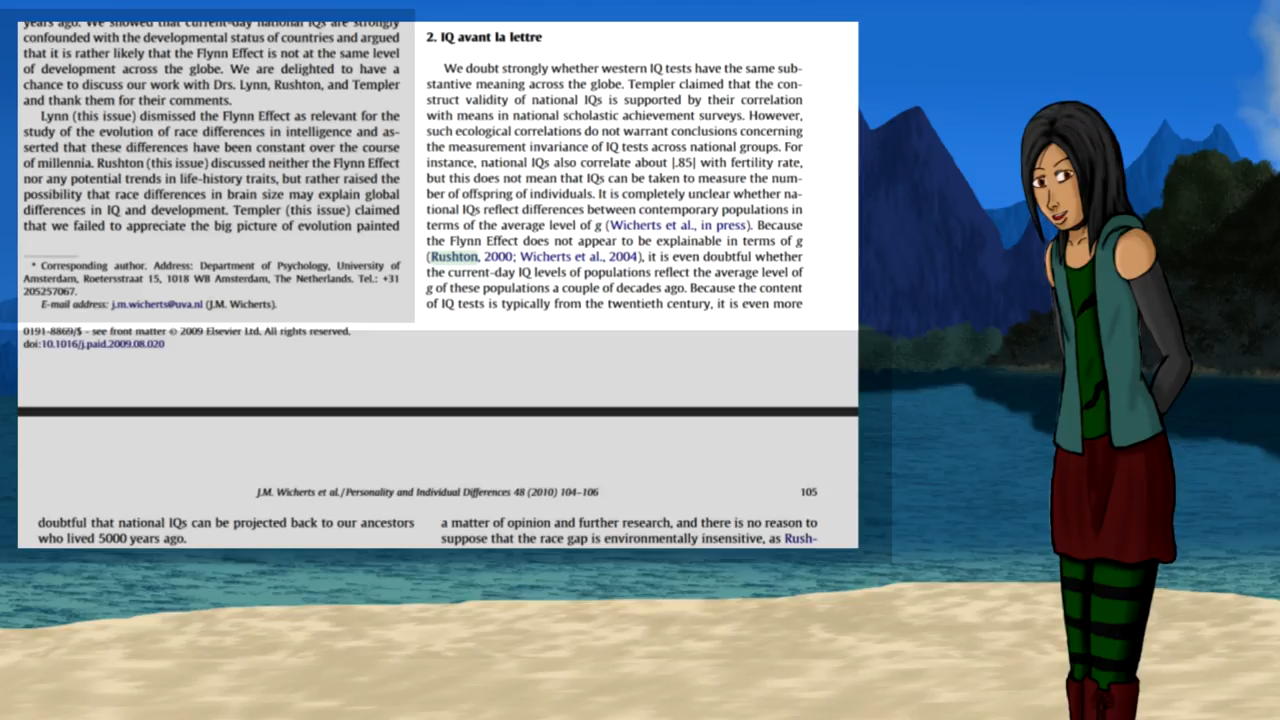 years ago. We showed that current-day national IQs are strongly
confounded with the developmental status of countries and argued
that it is rather likely that the Flynn Effect is not at the same level
of development across the globe. We are delighted to have a
chance to discuss our work with Drs. Lynn, Rushton, and Templer
and thank them for their comments.
Lynn (this issue) dismissed the Flynn Effect as relevant for the
study of the evolution of race differences in intelligence and as-
serted that these differences have been constant over the course
of millennia. Rushton (this issue) discussed neither the Flynn Effect
nor any potential trends in life-history traits, but rather raised the
possibility that race differences in brain size may explain global
differences in IQ and development. Templer (this issue) claimed
that we failed to appreciate the big picture of evolution painted
* Corresponding author. Address: Department of Psychology, University of
Amsterdam, Roetersstraat 15, 1018 WB Amsterdam, The Netherlands. Tel.: +31
205257067.
E-mail address: j.m.wicherts@uva.nl (J.M. Wicherts).
0191-8869/$ - see front matter © 2009 Elsevier Ltd. All rights reserved.
doi:10.1016/j.paid.2009.08.020
2. IQ avant la lettre
We doubt strongly whether western IQ tests have the same sub-
stantive meaning across the globe. Templer claimed that the con-
struct validity of national IQs is supported by their correlation
with means in national scholastic achievement surveys. However,
such ecological correlations do not warrant conclusions concerning
the measurement invariance of IQ tests across national groups. For
instance, national IQs also correlate about |.85| with fertility rate,
but this does not mean that IQs can be taken to measure the num-
ber of offspring of individuals. It is completely unclear whether na-
tional IQs reflect differences between contemporary populations in
terms of the average level of g (Wicherts et al., in press). Because
the Flynn Effect does not appear to be explainable in terms of g
(Rushton, 2000; Wicherts et al., 2004), it is even doubtful whether
the current-day IQ levels of populations reflect the average level of
g of these populations a couple of decades ago. Because the content
of IQ tests is typically from the twentieth century, it is even more
J.M. Wicherts et al. / Personality and Individual Differences 48 (2010) 104–106
105
doubtful that national IQs can be projected back to our ancestors
who lived 5000 years ago.
a matter of opinion and further research, and there is no reason to
suppose that the race gap is environmentally insensitive, as Rush-